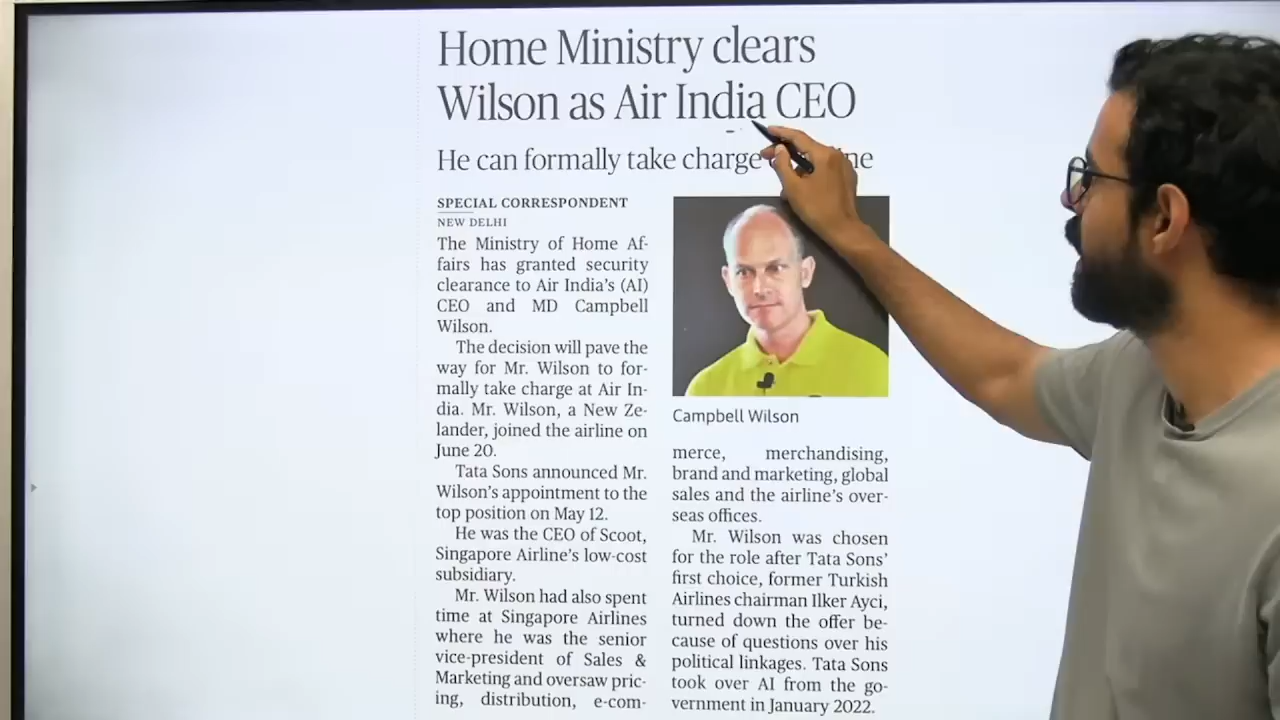 Home Ministry clears
Wilson as Air India CEO
He can formally take charge
SPECIAL CORRESPONDENT
NEW DELHI
The Ministry of Home Af-
fairs has granted security
clearance to Air India's (AI)
CEO and MD Campbell
Wilson.
The decision will pave the
way for Mr. Wilson to for-
mally take charge at Air In-
dia. Mr. Wilson, a New Ze-
lander, joined the airline on
June 20.
Tata Sons announced Mr.
Wilson's appointment to the
top position on May 12.
He was the CEO of Scoot,
Singapore Airline's low-cost
subsidiary.
Mr. Wilson had also spent
time at Singapore Airlines
where he was the senior
vice-president of Sales &
Marketing and oversaw pric-
ing, distribution, e-com-
Campbell Wilson
merce, merchandising,
brand and marketing, global
sales and the airline's over-
seas offices.
Mr. Wilson was chosen
for the role after Tata Sons'
first choice, former Turkish
Airlines chairman Ilker Ayci,
turned down the offer be-
cause of questions over his
political linkages. Tata Sons
took over AI from the go-
vernment in January 2022.